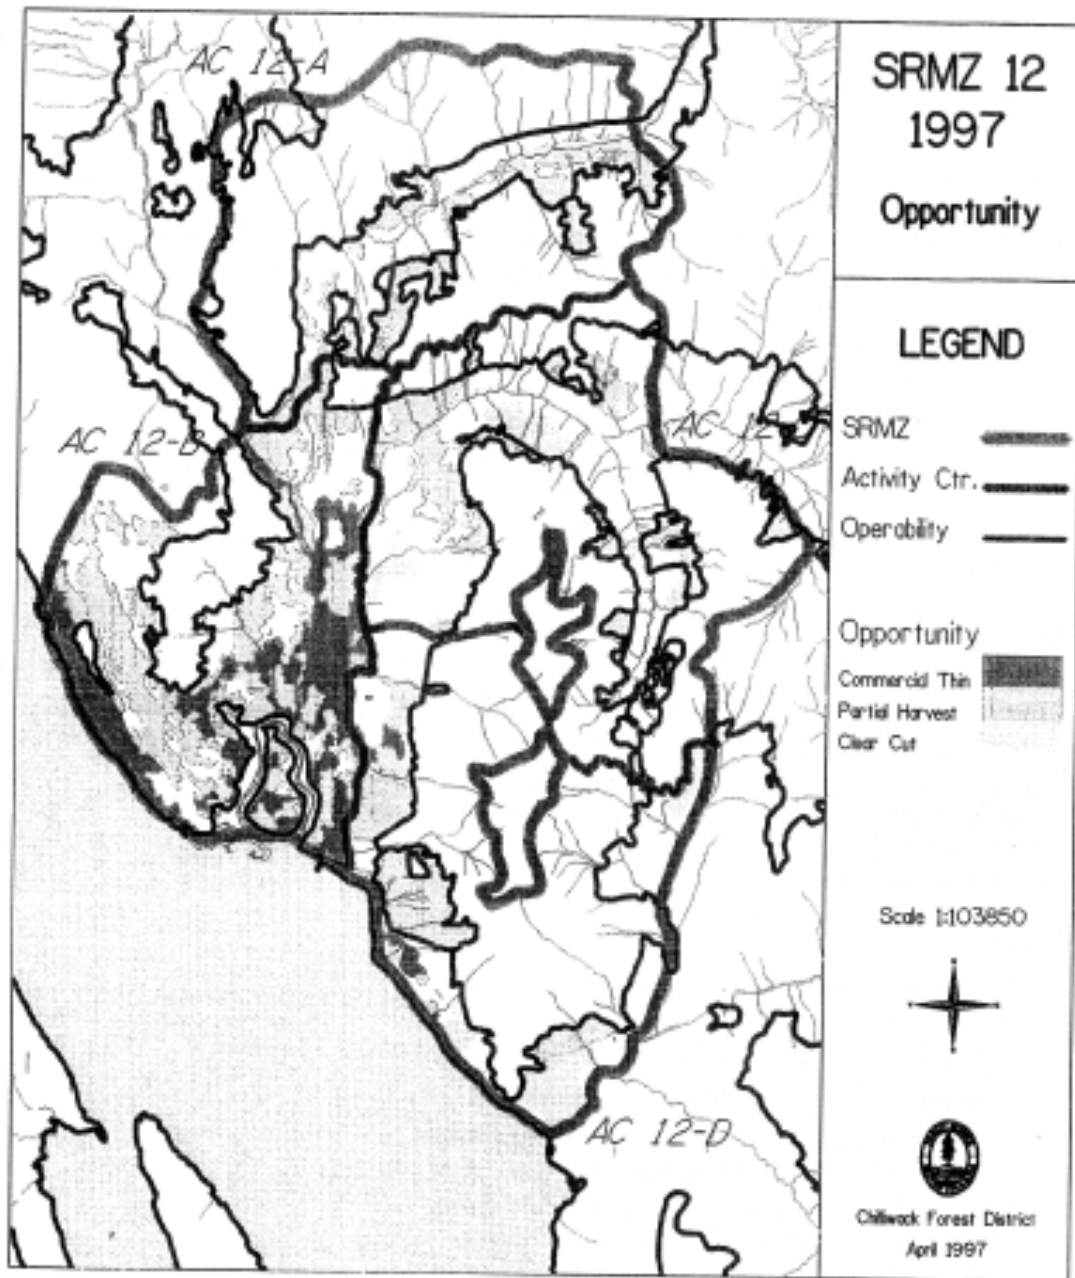 AC 12-A
AC 12-B
AC 12
AC 12-D
SRMZ 12
1997
Opportunity
LEGEND
SRMZ
Activity Ctr.
Operability
Opportunity
Commercial Thin
Partial Harvest
Clear Cut
Scale 1:103850
Chilliwack Forest District
April 1997